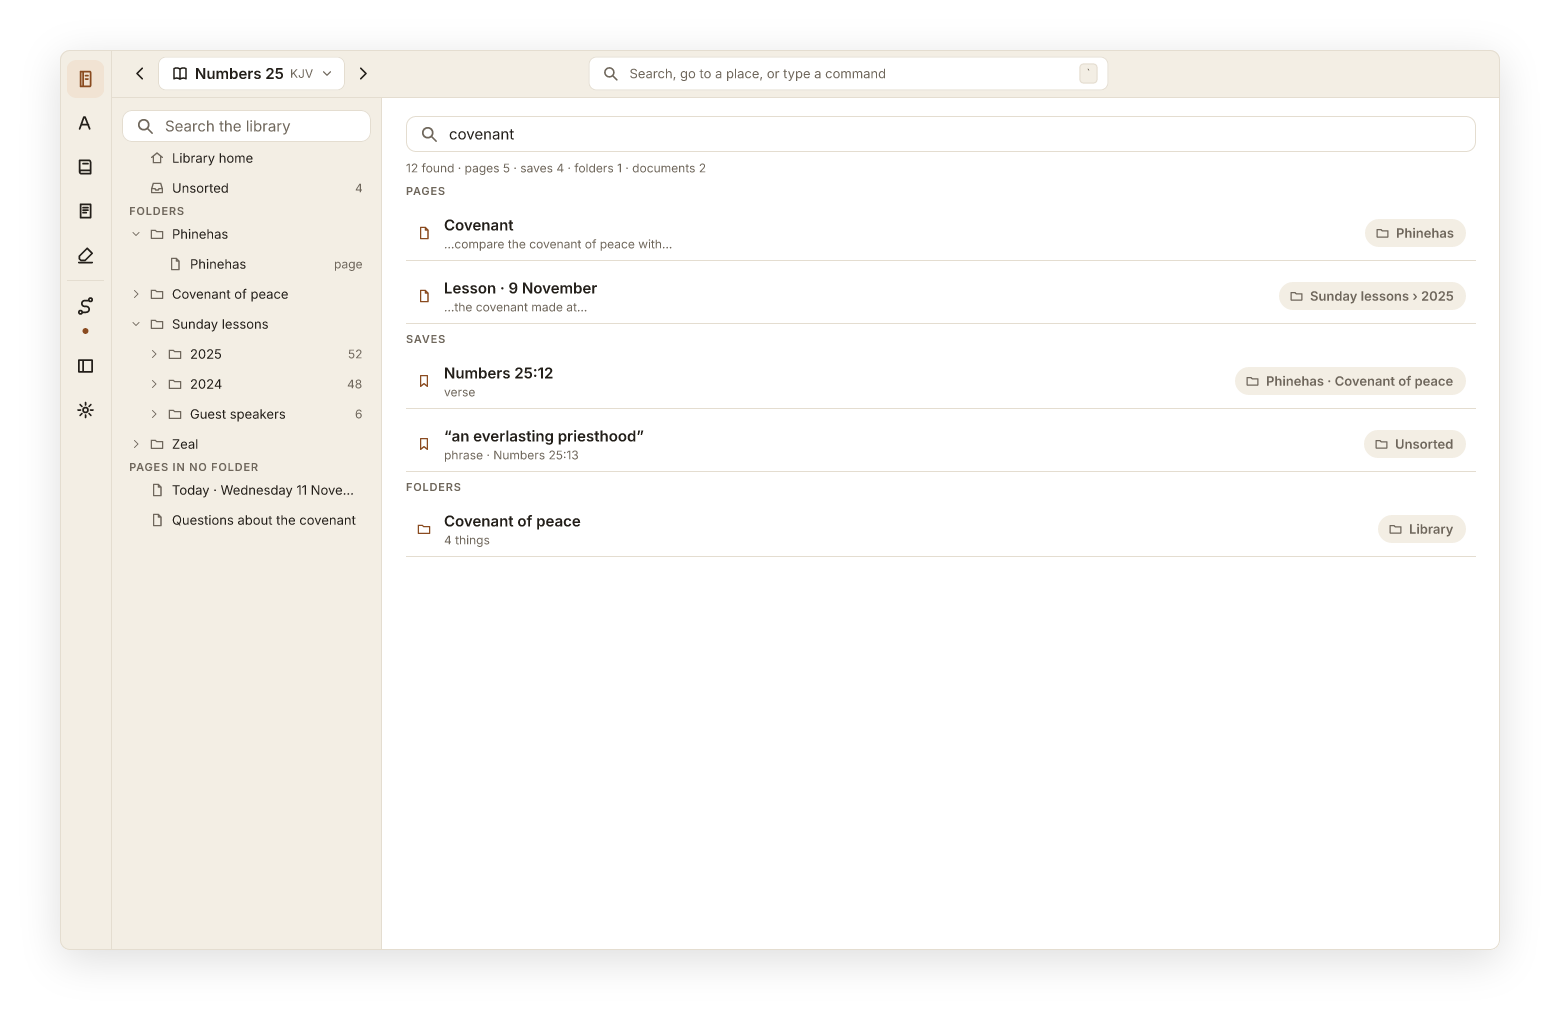 Numbers 25 KJV
Search, go to a place, or type a command
Search the library
Library home
Unsorted 4
FOLDERS
Phinehas
Phinehas page
Covenant of peace
Sunday lessons
2025 52
2024 48
Guest speakers 6
Zeal
PAGES IN NO FOLDER
Today · Wednesday 11 Nove...
Questions about the covenant
covenant
12 found · pages 5 · saves 4 · folders 1 · documents 2
PAGES
Covenant
...compare the covenant of peace with...
Phinehas
Lesson · 9 November
...the covenant made at...
Sunday lessons › 2025
SAVES
Numbers 25:12
verse
Phinehas · Covenant of peace
“an everlasting priesthood”
phrase · Numbers 25:13
Unsorted
FOLDERS
Covenant of peace
4 things
Library